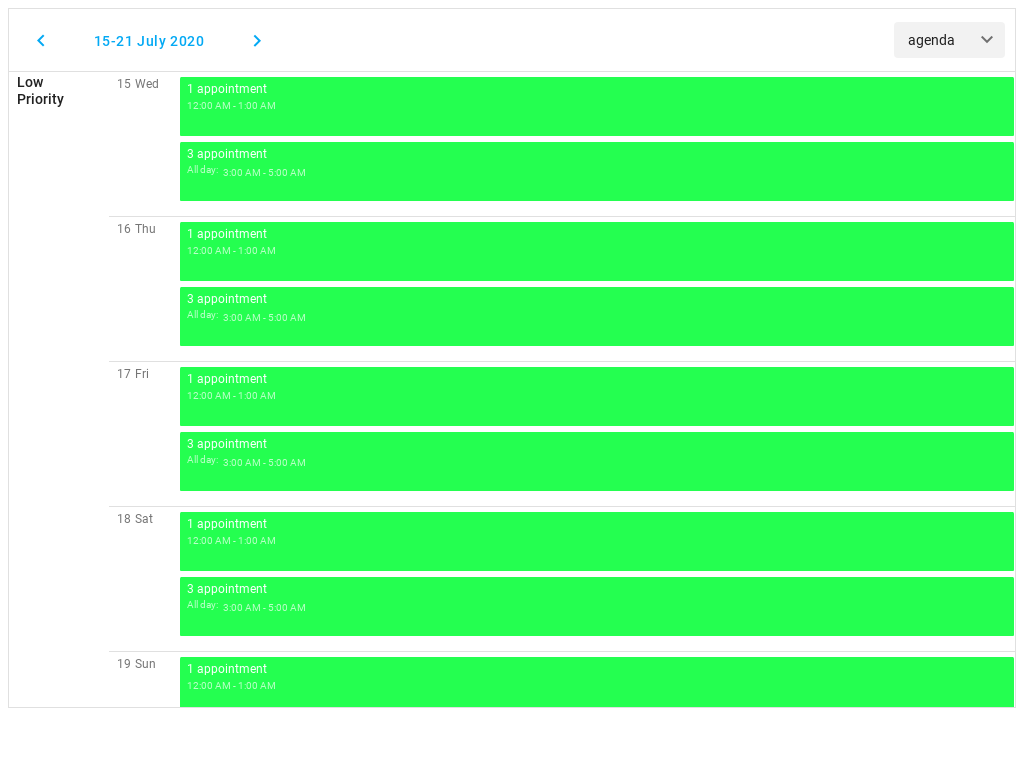 15-21 July 2020
agenda
Low
Priority
15 Wed
1 appointment
12:00 AM - 1:00 AM
3 appointment
All day: 3:00 AM - 5:00 AM
16 Thu
1 appointment
12:00 AM - 1:00 AM
3 appointment
All day: 3:00 AM - 5:00 AM
17 Fri
1 appointment
12:00 AM - 1:00 AM
3 appointment
All day: 3:00 AM - 5:00 AM
18 Sat
1 appointment
12:00 AM - 1:00 AM
3 appointment
All day: 3:00 AM - 5:00 AM
19 Sun
1 appointment
12:00 AM - 1:00 AM